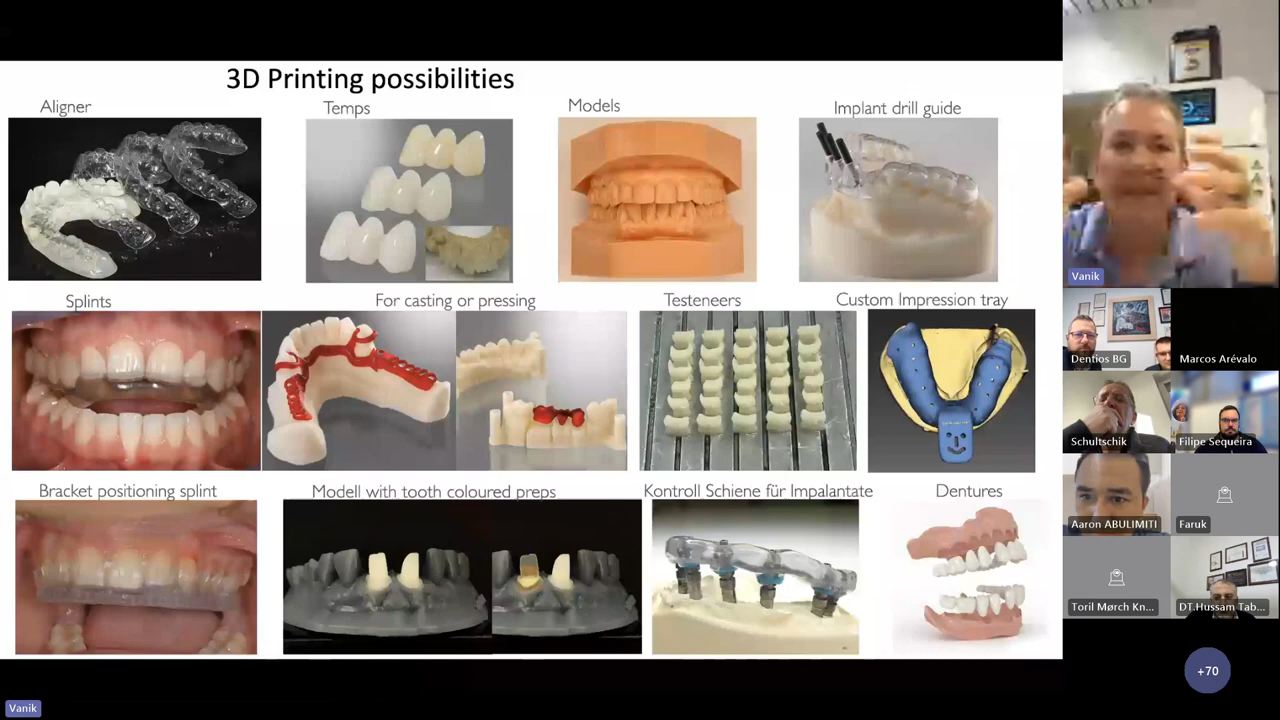 3D Printing possibilities
Aligner
Temps
Models
Implant drill guide
Splints
For casting or pressing
Testeneers
Custom Impression tray
Bracket positioning splint
Modell with tooth coloured preps
Kontroll Schiene für Impalantate
Dentures
Vanik
Dentios BG
Marcos Arévalo
Schultschik
Filipe Sequeira
Aaron ABULIMITI
Faruk
Toril Mørch Kn...
DT.Hussam Tab...
+70
Vanik